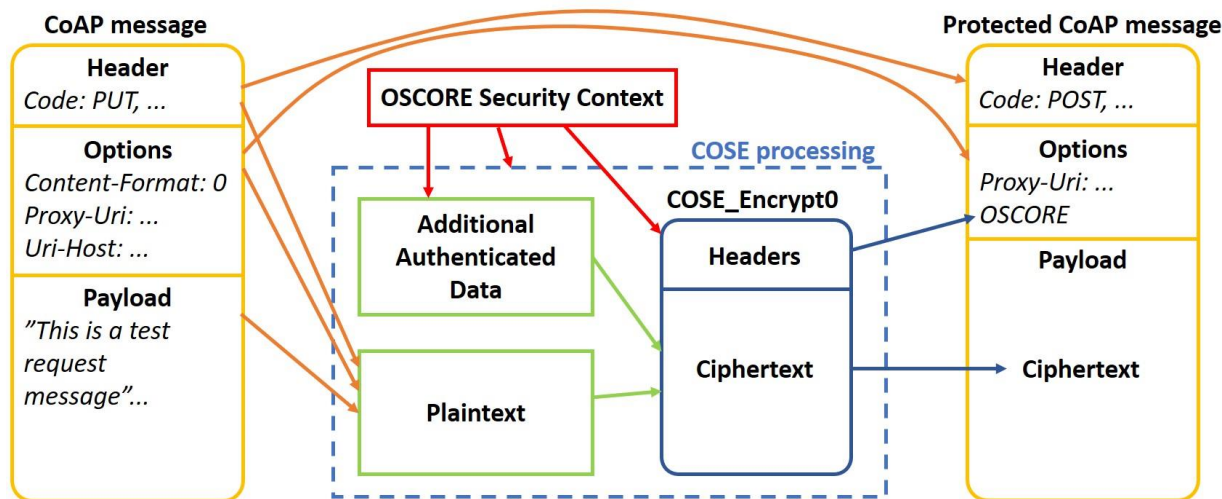 CoAP message
Header
Code: PUT, ...
Options
Content-Format: 0
Proxy-Uri: ...
Uri-Host: ...
Payload
”This is a test
request
message”...
OSCORE Security Context
COSE processing
Additional
Authenticated
Data
Plaintext
COSE_Encrypt0
Headers
Ciphertext
Protected CoAP message
Header
Code: POST, ...
Options
Proxy-Uri: ...
OSCORE
Payload
Ciphertext